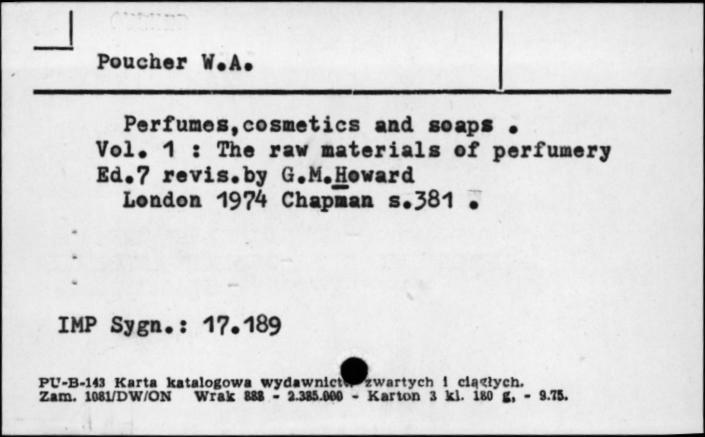 Poucher W.A.
Perfumes,cosmetics and soaps .
Vol. 1 : The raw materials of perfumery
Ed.7 revis.by G.M.Howard
London 1974 Chapman s.381 .
IMP Sygn.: 17.189
PU-B-143 Karta katalogowa wydawnictw zwartych i ciągłych.
Zam. 1081/DW/ON Wrak 888 - 2.385.000 - Karton 3 kl. 180 g. - 9.75.